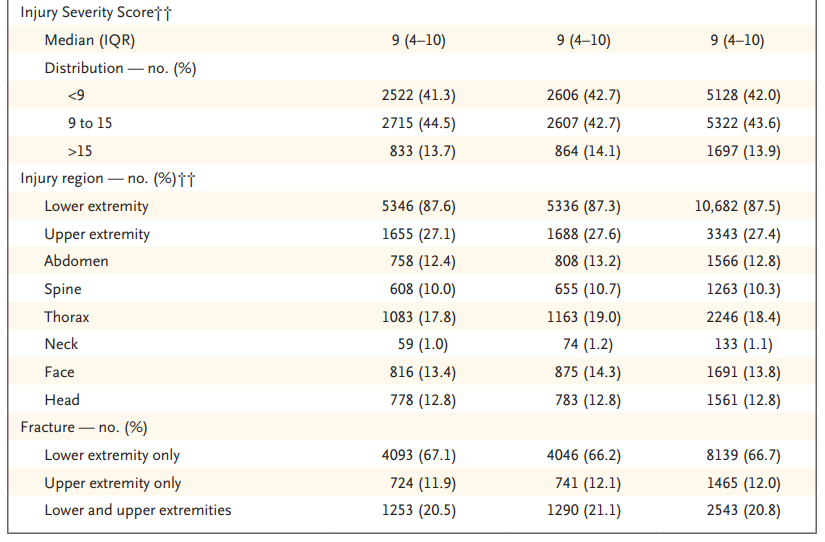 Injury Severity Score††
Median (IQR) 9 (4–10) 9 (4–10) 9 (4–10)
Distribution — no. (%)
<9 2522 (41.3) 2606 (42.7) 5128 (42.0)
9 to 15 2715 (44.5) 2607 (42.7) 5322 (43.6)
>15 833 (13.7) 864 (14.1) 1697 (13.9)
Injury region — no. (%)††
Lower extremity 5346 (87.6) 5336 (87.3) 10,682 (87.5)
Upper extremity 1655 (27.1) 1688 (27.6) 3343 (27.4)
Abdomen 758 (12.4) 808 (13.2) 1566 (12.8)
Spine 608 (10.0) 655 (10.7) 1263 (10.3)
Thorax 1083 (17.8) 1163 (19.0) 2246 (18.4)
Neck 59 (1.0) 74 (1.2) 133 (1.1)
Face 816 (13.4) 875 (14.3) 1691 (13.8)
Head 778 (12.8) 783 (12.8) 1561 (12.8)
Fracture — no. (%)
Lower extremity only 4093 (67.1) 4046 (66.2) 8139 (66.7)
Upper extremity only 724 (11.9) 741 (12.1) 1465 (12.0)
Lower and upper extremities 1253 (20.5) 1290 (21.1) 2543 (20.8)